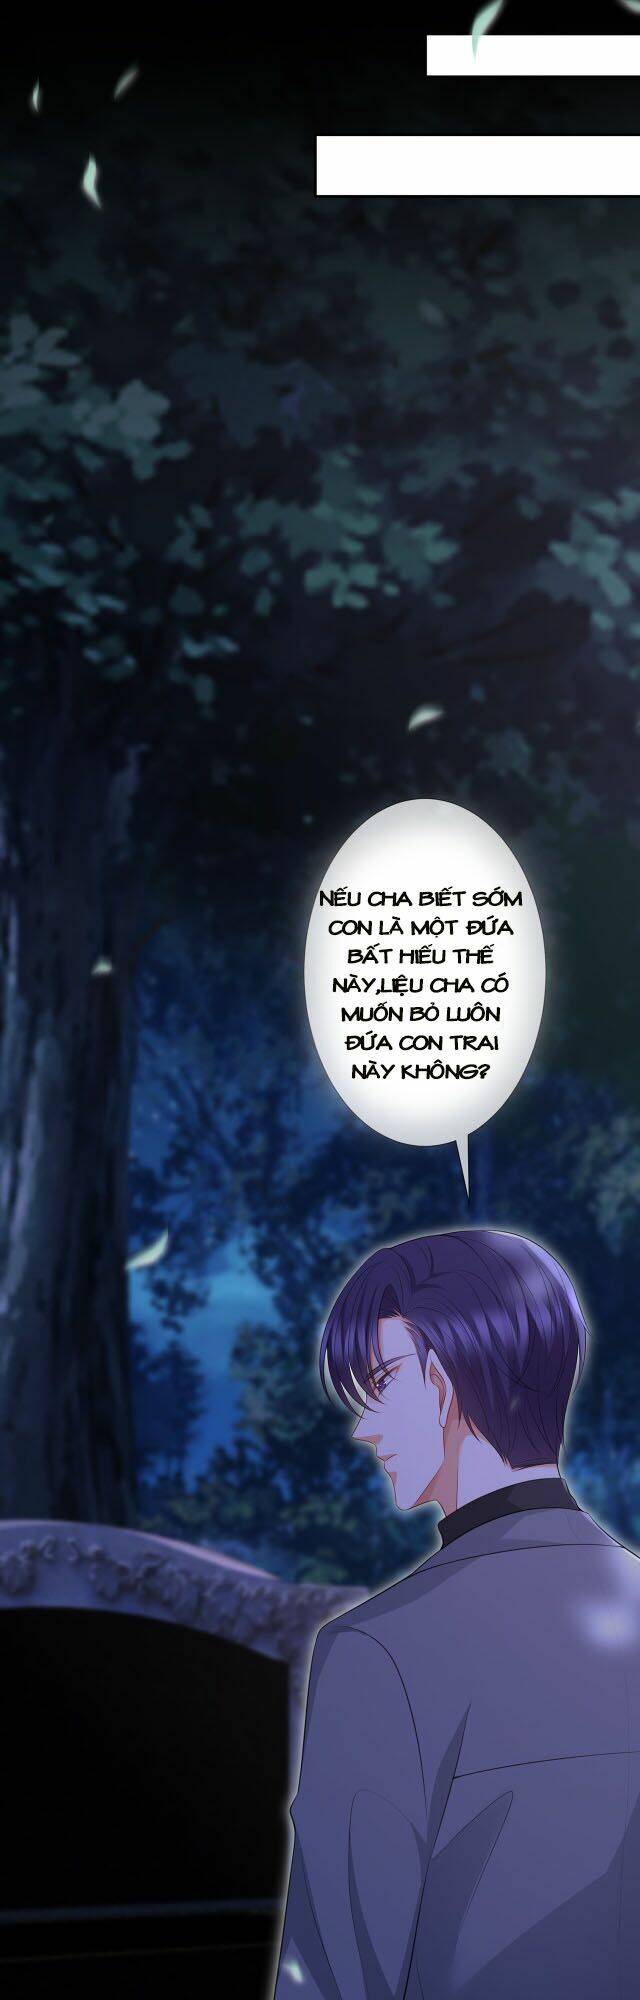 NẾU CHA BIẾT SỚM
CON LÀ MỘT ĐỨA
BẤT HIẾU THẾ
NÀY,LIỆU CHA CÓ
MUỐN BỎ LUÔN
ĐỨA CON TRAI
NÀY KHÔNG?